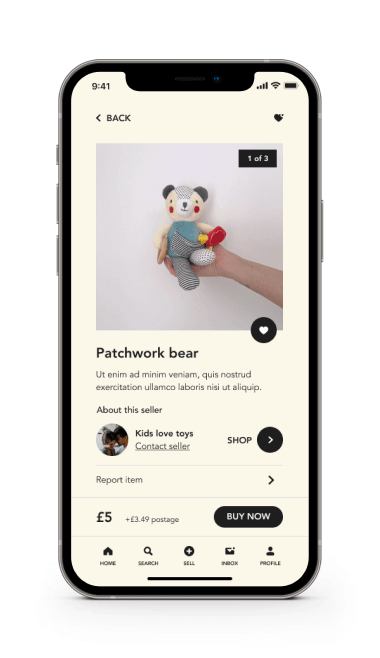 9:41
BACK
1 of 3
Patchwork bear
Ut enim ad minim veniam, quis nostrud
exercitation ullamco laboris nisi ut aliquip.
About this seller
Kids love toys
Contact seller
SHOP
Report item
£5 +£3.49 postage
BUY NOW
HOME SEARCH SELL INBOX PROFILE